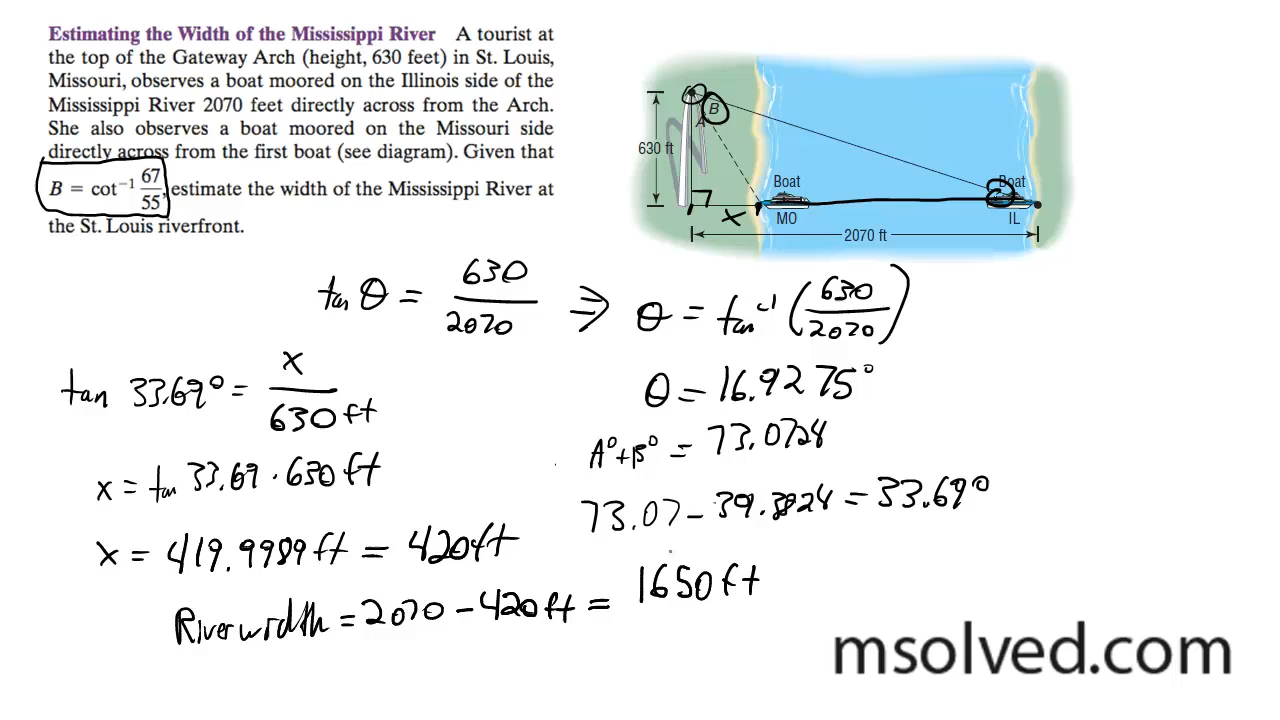 Estimating the Width of the Mississippi River A tourist at
the top of the Gateway Arch (height, 630 feet) in St. Louis,
Missouri, observes a boat moored on the Illinois side of the
Mississippi River 2070 feet directly across from the Arch.
She also observes a boat moored on the Missouri side
directly across from the first boat (see diagram). Given that
B = cot⁻¹ 67/55, estimate the width of the Mississippi River at
the St. Louis riverfront.
B
A
630 ft
Boat
Boat
x
MO
IL
2070 ft
tan θ = 630/2070 ⇒ θ = tan⁻¹(630/2070)
θ = 16.9275°
A° + B° = 73.0724
73.07 - 39.3824 = 33.69°
tan 33.69° = x/630 ft
x = tan 33.69 · 630 ft
x = 419.9989 ft = 420 ft
River width = 2070 - 420 ft = 1650 ft
msolved.com